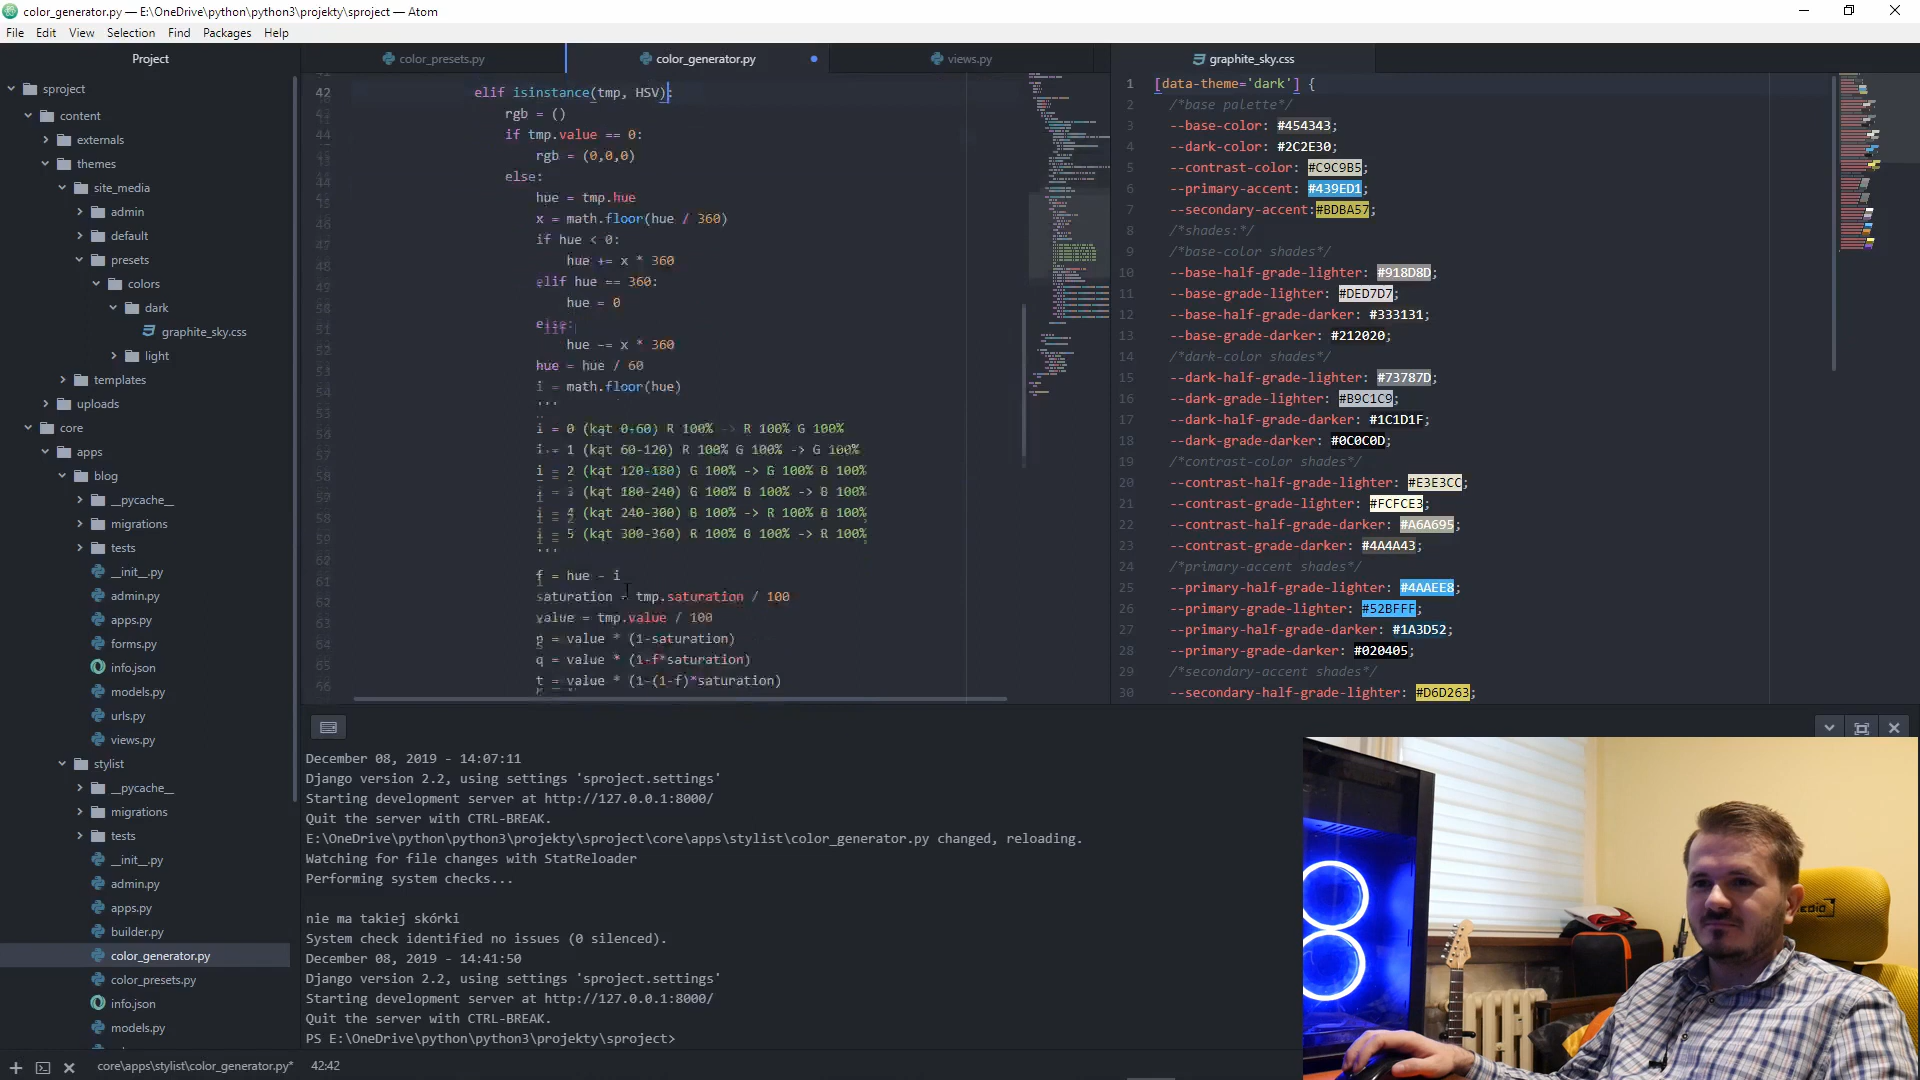 color_generator.py — E:\OneDrive\python\python3\projekty\sproject — Atom
File Edit View Selection Find Packages Help
Project
sproject
content
externals
themes
site_media
admin
default
presets
colors
dark
graphite_sky.css
light
templates
uploads
core
apps
blog
__pycache__
migrations
tests
__init__.py
admin.py
apps.py
forms.py
info.json
models.py
urls.py
views.py
stylist
__pycache__
migrations
tests
__init__.py
admin.py
apps.py
builder.py
color_generator.py
color_presets.py
info.json
models.py
color_presets.py
color_generator.py
views.py
42 elif isinstance(tmp, HSV):
rgb = ()
if tmp.value == 0:
rgb = (0,0,0)
else:
hue = tmp.hue
x = math.floor(hue / 360)
if hue < 0:
hue += x * 360
elif hue == 360:
hue = 0
else:
hue -= x * 360
hue = hue / 60
i = math.floor(hue)
'''
i = 0 (kąt 0-60) R 100% -> R 100% G 100%
i = 1 (kąt 60-120) R 100% G 100% -> G 100%
i = 2 (kąt 120-180) G 100% -> G 100% B 100%
i = 3 (kąt 180-240) G 100% B 100% -> B 100%
i = 4 (kąt 240-300) B 100% -> R 100% B 100%
i = 5 (kąt 300-360) R 100% B 100% -> R 100%
'''
f = hue - i
saturation = tmp.saturation / 100
value = tmp.value / 100
p = value * (1-saturation)
q = value * (1-f*saturation)
t = value * (1-(1-f)*saturation)
graphite_sky.css
1 [data-theme='dark'] {
2 /*base palette*/
3 --base-color: #454343;
4 --dark-color: #2C2E30;
5 --contrast-color: #C9C9B5;
6 --primary-accent: #439ED1;
7 --secondary-accent:#BDBA57;
8 /*shades:*/
9 /*base-color shades*/
10 --base-half-grade-lighter: #918D8D;
11 --base-grade-lighter: #DED7D7;
12 --base-half-grade-darker: #333131;
13 --base-grade-darker: #212020;
14 /*dark-color shades*/
15 --dark-half-grade-lighter: #73787D;
16 --dark-grade-lighter: #B9C1C9;
17 --dark-half-grade-darker: #1C1D1F;
18 --dark-grade-darker: #0C0C0D;
19 /*contrast-color shades*/
20 --contrast-half-grade-lighter: #E3E3CC;
21 --contrast-grade-lighter: #FCFCE3;
22 --contrast-half-grade-darker: #A6A695;
23 --contrast-grade-darker: #4A4A43;
24 /*primary-accent shades*/
25 --primary-half-grade-lighter: #4AAEE8;
26 --primary-grade-lighter: #52BFFF;
27 --primary-half-grade-darker: #1A3D52;
28 --primary-grade-darker: #020405;
29 /*secondary-accent shades*/
30 --secondary-half-grade-lighter: #D6D263;
December 08, 2019 - 14:07:11
Django version 2.2, using settings 'sproject.settings'
Starting development server at http://127.0.0.1:8000/
Quit the server with CTRL-BREAK.
E:\OneDrive\python\python3\projekty\sproject\core\apps\stylist\color_generator.py changed, reloading.
Watching for file changes with StatReloader
Performing system checks...
nie ma takiej skórki
System check identified no issues (0 silenced).
December 08, 2019 - 14:41:50
Django version 2.2, using settings 'sproject.settings'
Starting development server at http://127.0.0.1:8000/
Quit the server with CTRL-BREAK.
PS E:\OneDrive\python\python3\projekty\sproject>
core\apps\stylist\color_generator.py* 42:42